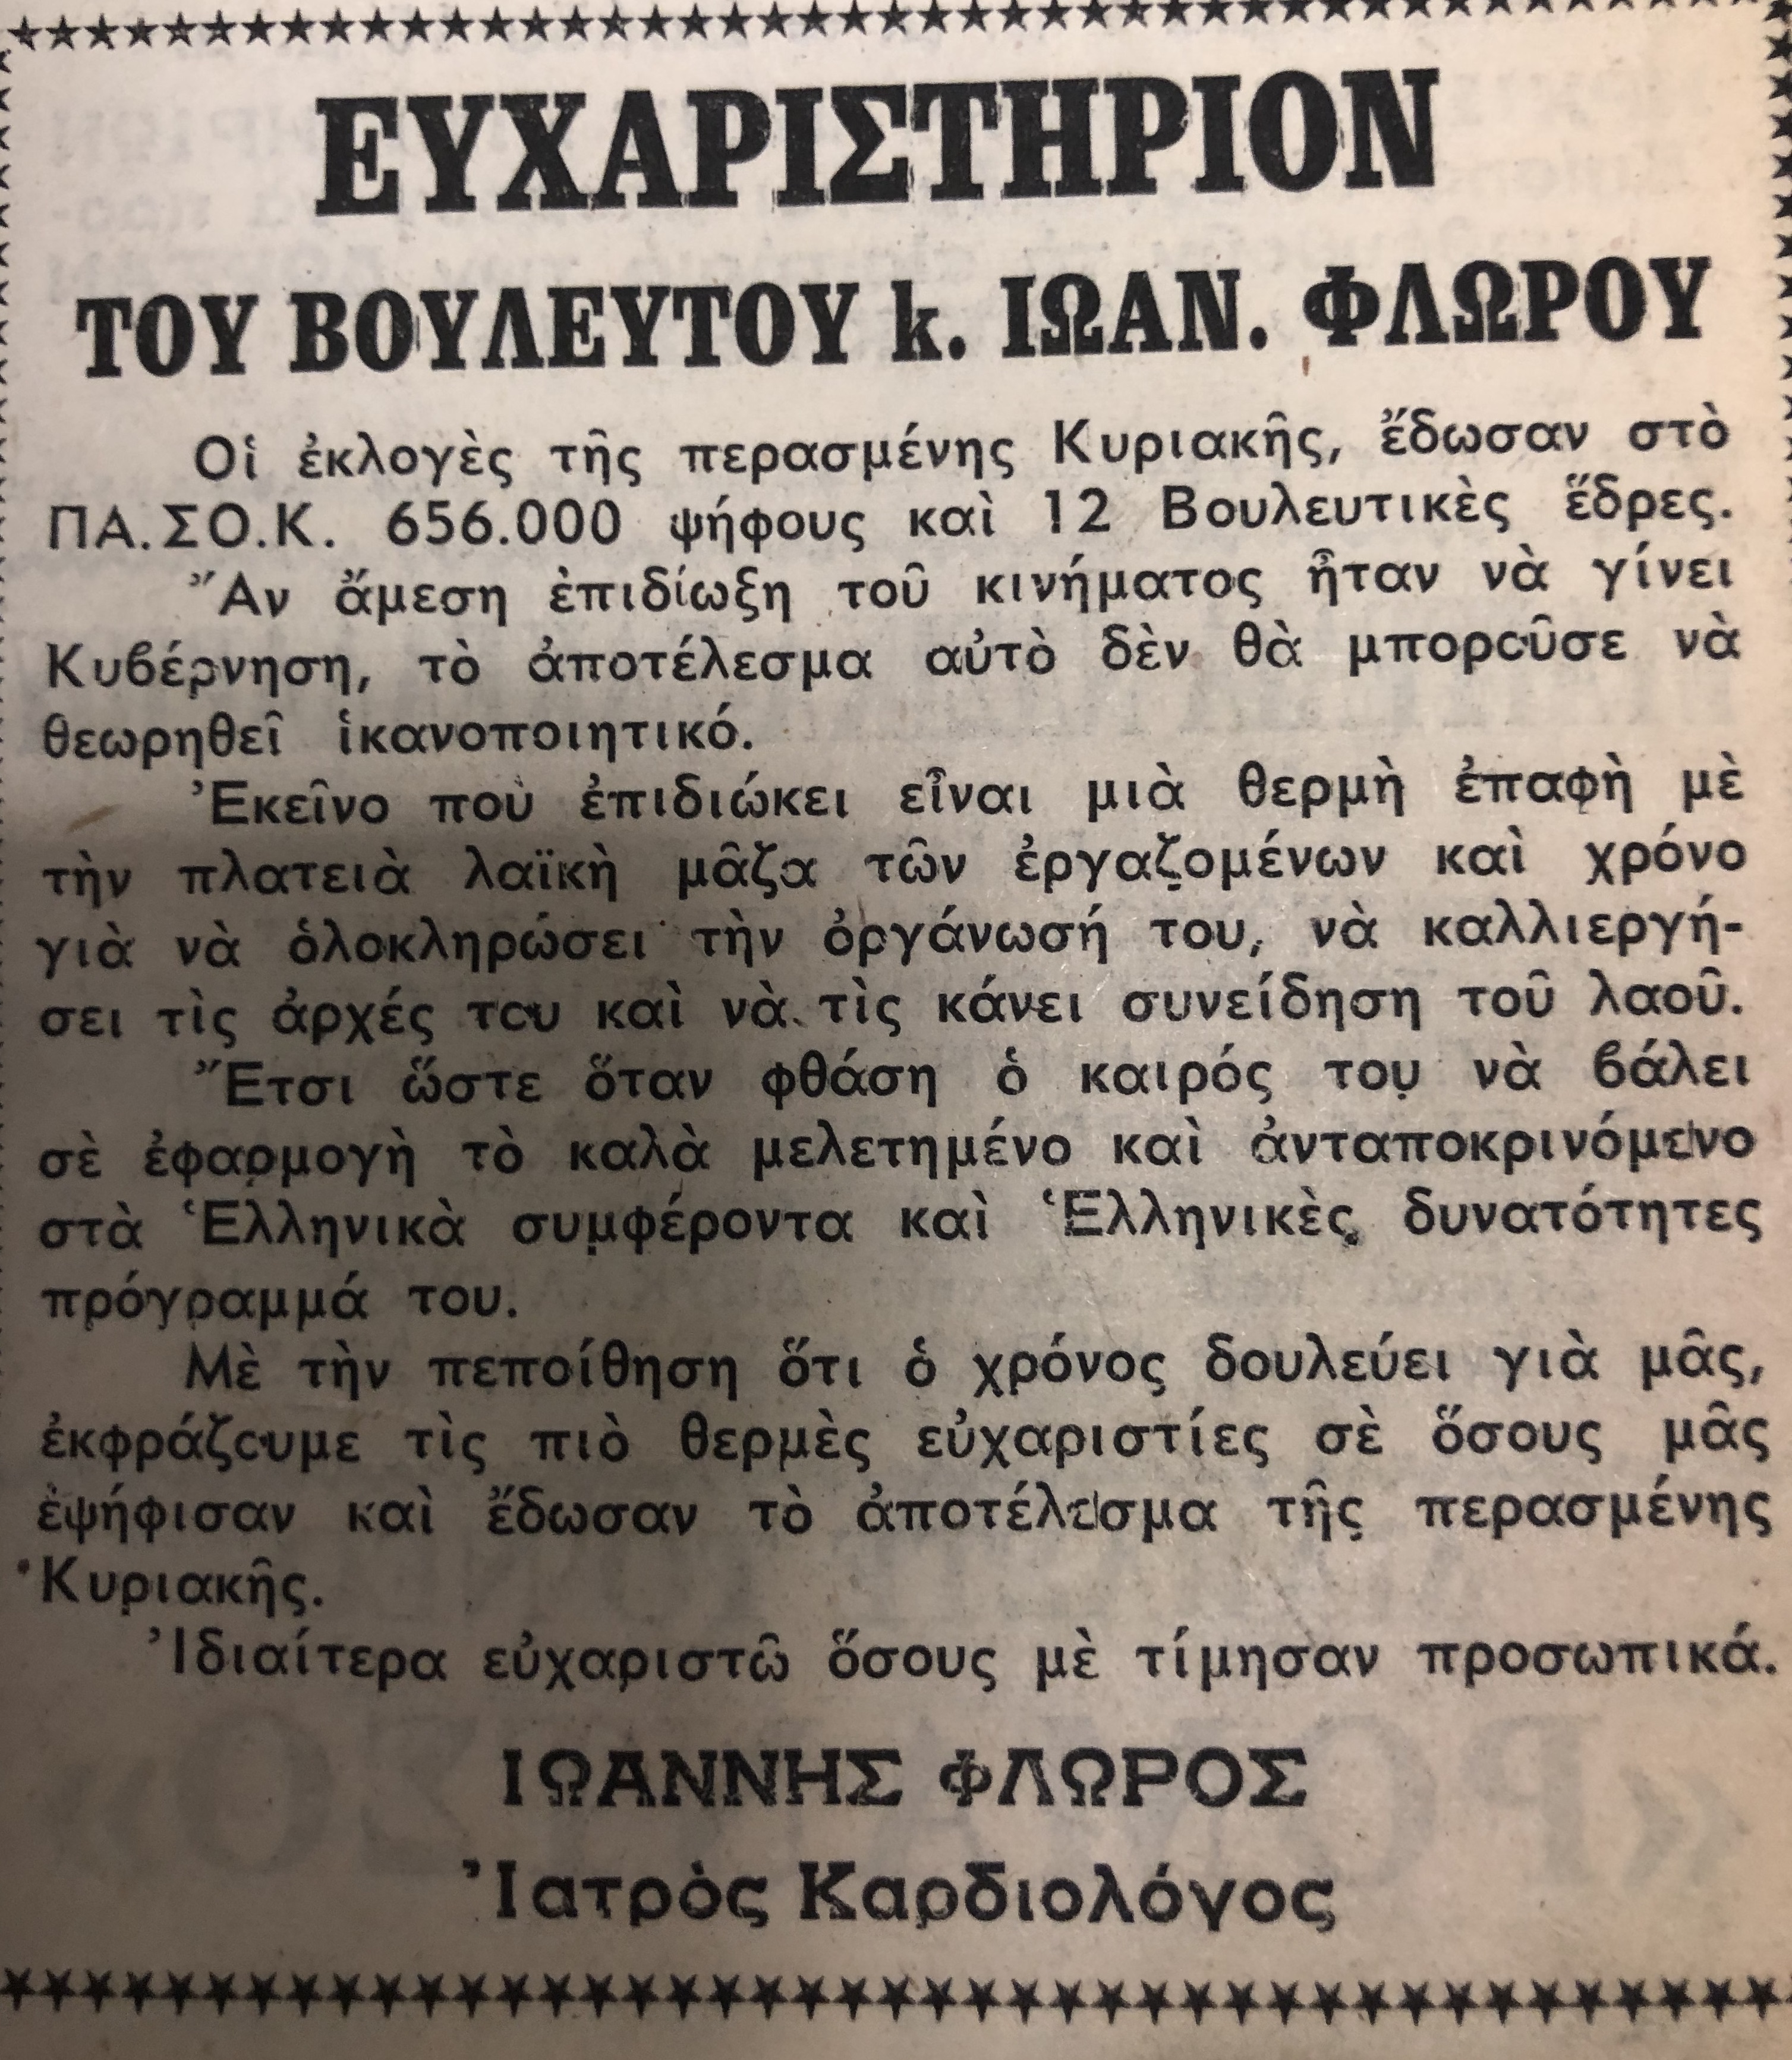 ΕΥΧΑΡΙΣΤΗΡΙΟΝ
ΤΟΥ ΒΟΥΛΕΥΤΟΥ κ. ΙΩΑΝ. ΦΛΩΡΟΥ
Οἱ ἐκλογὲς τῆς περασμένης Κυριακῆς, ἔδωσαν στὸ
ΠΑ.ΣΟ.Κ. 656.000 ψήφους καὶ 12 Βουλευτικὲς ἕδρες.
Ἂν ἄμεση ἐπιδίωξη τοῦ κινήματος ἦταν νὰ γίνει
Κυβέρνηση, τὸ ἀποτέλεσμα αὐτὸ δὲν θὰ μποροῦσε νὰ
θεωρηθεῖ ἱκανοποιητικό.
Ἐκεῖνο ποὺ ἐπιδιώκει εἶναι μιὰ θερμὴ ἐπαφὴ μὲ
τὴν πλατειὰ λαϊκὴ μᾶζα τῶν ἐργαζομένων καὶ χρόνο
γιὰ νὰ ὁλοκληρώσει τὴν ὀργάνωσή του, νὰ καλλιεργή-
σει τὶς ἀρχές του καὶ νὰ τὶς κάνει συνείδηση τοῦ λαοῦ.
Ἔτσι ὥστε ὅταν φθάση ὁ καιρός του νὰ βάλει
σὲ ἐφαρμογὴ τὸ καλὰ μελετημένο καὶ ἀνταποκρινόμενο
στὰ Ἑλληνικὰ συμφέροντα καὶ Ἑλληνικὲς δυνατότητες
πρόγραμμά του.
Μὲ τὴν πεποίθηση ὅτι ὁ χρόνος δουλεύει γιὰ μᾶς,
ἐκφράζουμε τὶς πιὸ θερμὲς εὐχαριστίες σὲ ὅσους μᾶς
ἐψήφισαν καὶ ἔδωσαν τὸ ἀποτέλεσμα τῆς περασμένης
Κυριακῆς.
Ἰδιαίτερα εὐχαριστῶ ὅσους μὲ τίμησαν προσωπικά.
ΙΩΑΝΝΗΣ ΦΛΩΡΟΣ
Ἰατρὸς Καρδιολόγος